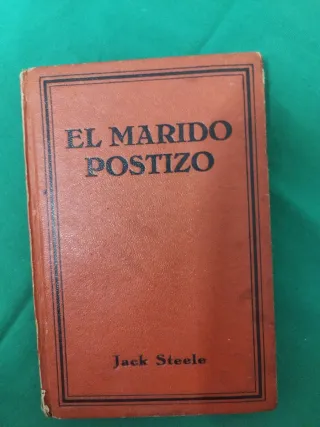 EL MARIDO
POSTIZO
Jack Steele